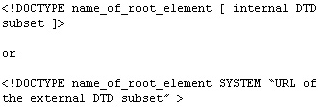 <!DOCTYPE name_of_root_element [ internal DTD
subset ]>
or
<!DOCTYPE name_of_root_element SYSTEM “URL of
the external DTD subset” >